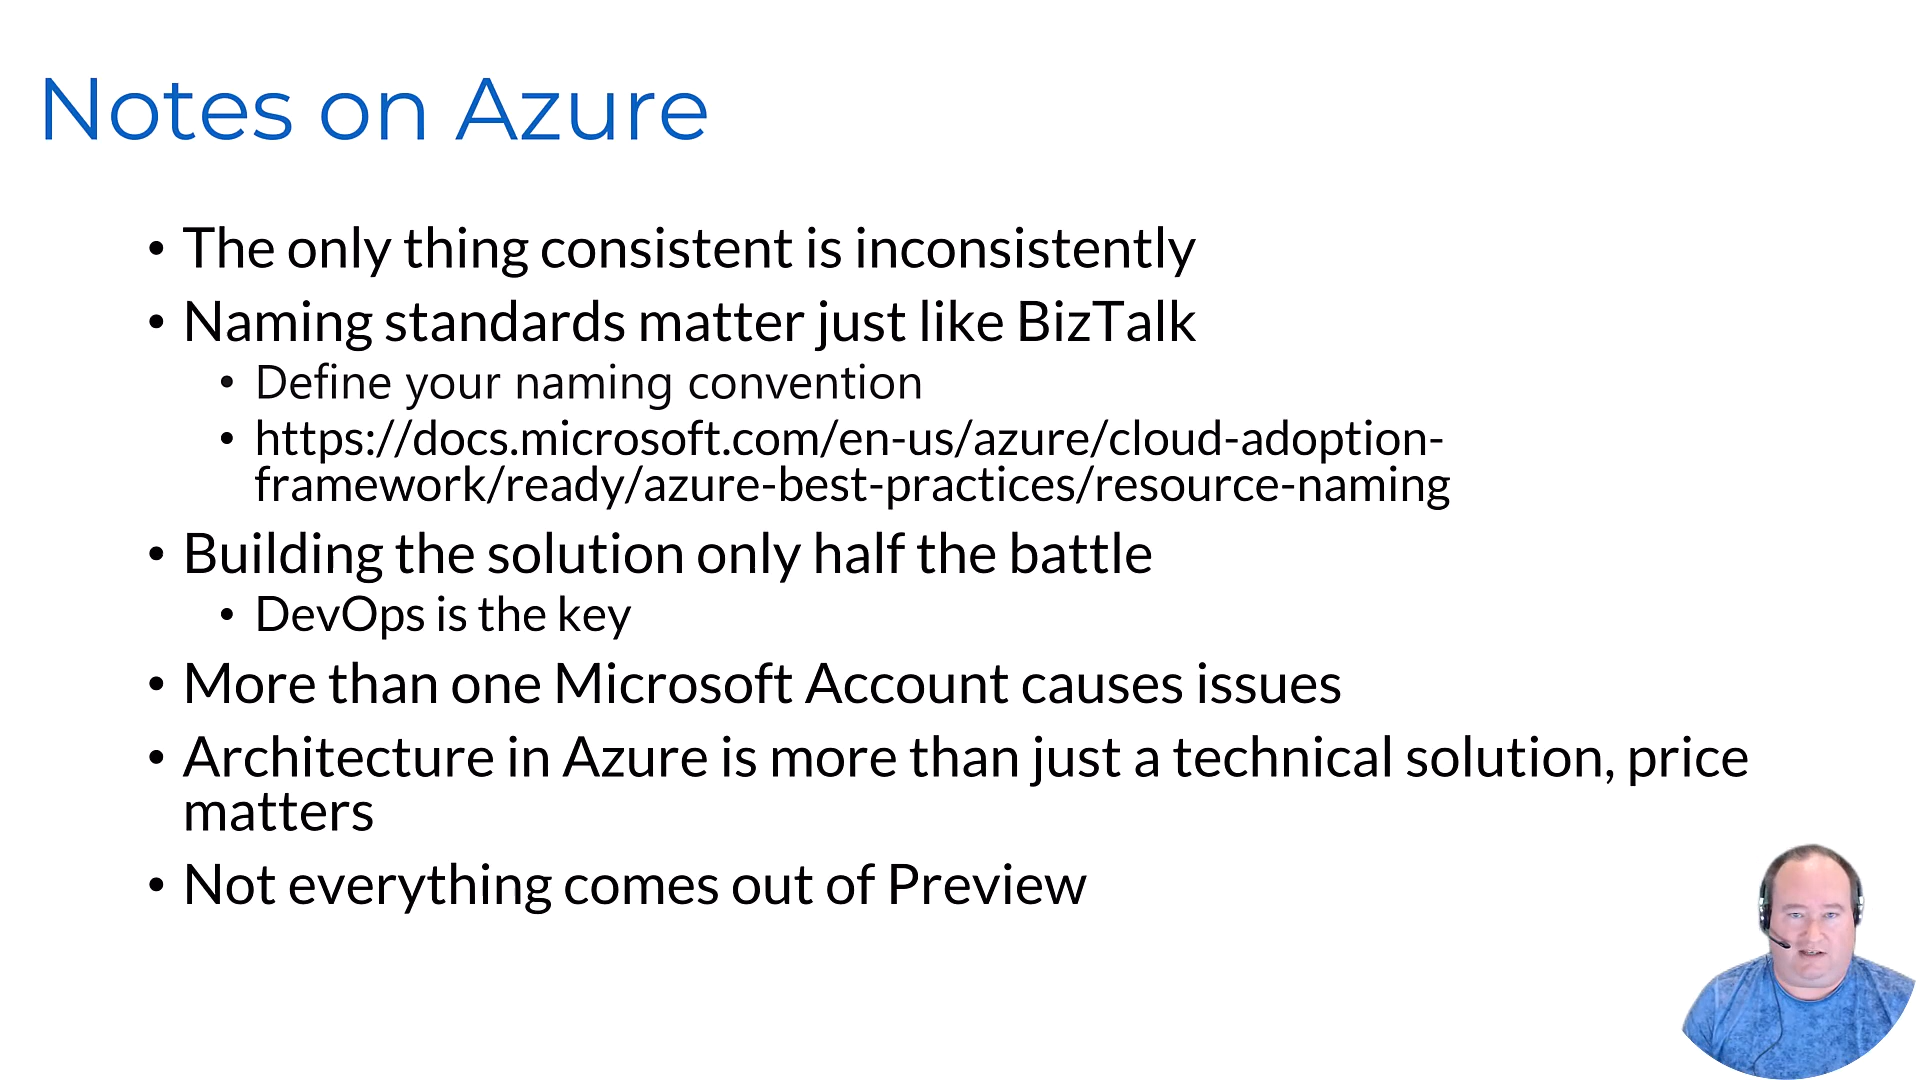 Notes on Azure
• The only thing consistent is inconsistently
• Naming standards matter just like BizTalk
• Define your naming convention
• https://docs.microsoft.com/en-us/azure/cloud-adoption-
framework/ready/azure-best-practices/resource-naming
• Building the solution only half the battle
• DevOps is the key
• More than one Microsoft Account causes issues
• Architecture in Azure is more than just a technical solution, price
matters
• Not everything comes out of Preview